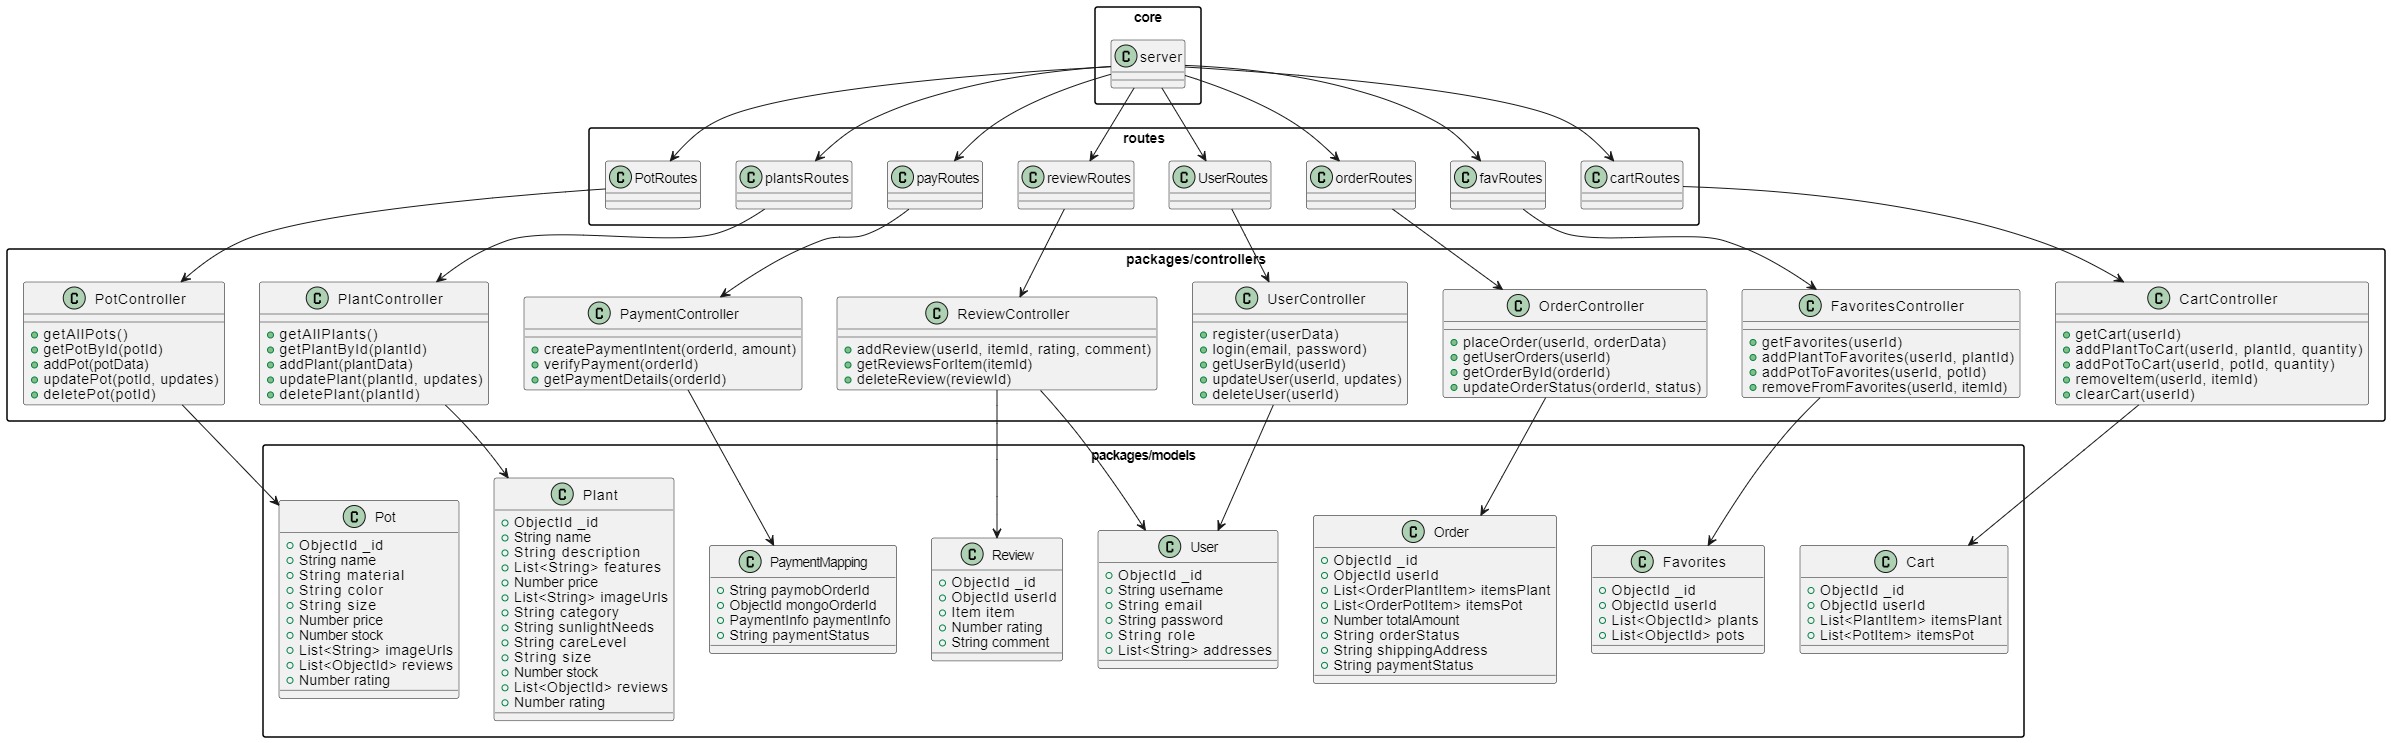 core
C server
routes
C PotRoutes
C plantsRoutes
C payRoutes
C reviewRoutes
C UserRoutes
C orderRoutes
C favRoutes
C cartRoutes
packages/controllers
C PotController
getAllPots()
getPotById(potId)
addPot(potData)
updatePot(potId, updates)
deletePot(potId)
C PlantController
getAllPlants()
getPlantById(plantId)
addPlant(plantData)
updatePlant(plantId, updates)
deletePlant(plantId)
C PaymentController
createPaymentIntent(orderId, amount)
verifyPayment(orderId)
getPaymentDetails(orderId)
C ReviewController
addReview(userId, itemId, rating, comment)
getReviewsForItem(itemId)
deleteReview(reviewId)
C UserController
register(userData)
login(email, password)
getUserById(userId)
updateUser(userId, updates)
deleteUser(userId)
C OrderController
placeOrder(userId, orderData)
getUserOrders(userId)
getOrderById(orderId)
updateOrderStatus(orderId, status)
C FavoritesController
getFavorites(userId)
addPlantToFavorites(userId, plantId)
addPotToFavorites(userId, potId)
removeFromFavorites(userId, itemId)
C CartController
getCart(userId)
addPlantToCart(userId, plantId, quantity)
addPotToCart(userId, potId, quantity)
removeItem(userId, itemId)
clearCart(userId)
packages/models
C Pot
ObjectId _id
String name
String material
String color
String size
Number price
Number stock
List<String> imageUrls
List<ObjectId> reviews
Number rating
C Plant
ObjectId _id
String name
String description
List<String> features
Number price
List<String> imageUrls
String category
String sunlightNeeds
String careLevel
String size
Number stock
List<ObjectId> reviews
Number rating
C PaymentMapping
String paymobOrderId
ObjectId mongoOrderId
PaymentInfo paymentInfo
String paymentStatus
C Review
ObjectId _id
ObjectId userId
Item item
Number rating
String comment
C User
ObjectId _id
String username
String email
String password
String role
List<String> addresses
C Order
ObjectId _id
ObjectId userId
List<OrderPlantItem> itemsPlant
List<OrderPotItem> itemsPot
Number totalAmount
String orderStatus
String shippingAddress
String paymentStatus
C Favorites
ObjectId _id
ObjectId userId
List<ObjectId> plants
List<ObjectId> pots
C Cart
ObjectId _id
ObjectId userId
List<PlantItem> itemsPlant
List<PotItem> itemsPot